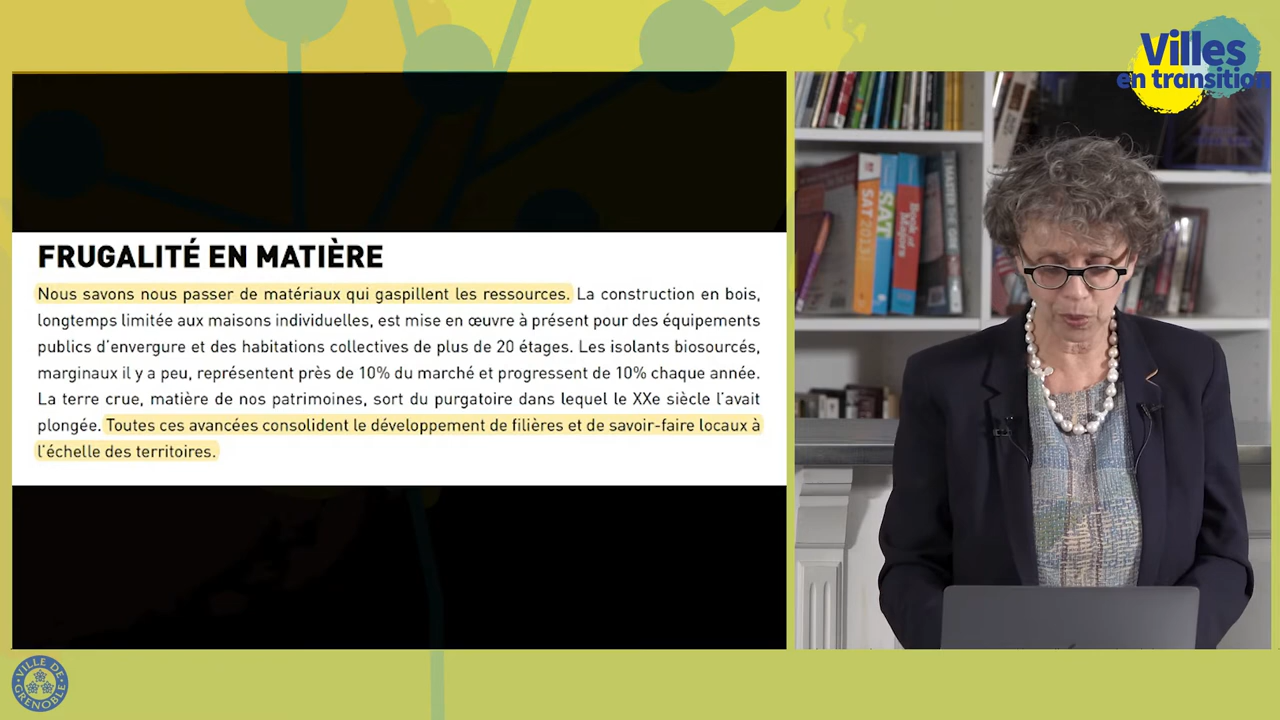 Villes
en transition
FRUGALITÉ EN MATIÈRE
Nous savons nous passer de matériaux qui gaspillent les ressources. La construction en bois,
longtemps limitée aux maisons individuelles, est mise en œuvre à présent pour des équipements
publics d’envergure et des habitations collectives de plus de 20 étages. Les isolants biosourcés,
marginaux il y a peu, représentent près de 10% du marché et progressent de 10% chaque année.
La terre crue, matière de nos patrimoines, sort du purgatoire dans lequel le XXe siècle l’avait
plongée. Toutes ces avancées consolident le développement de filières et de savoir-faire locaux à
l’échelle des territoires.
SAT
SAT
Book of
Majors
VILLE DE
GRENOBLE